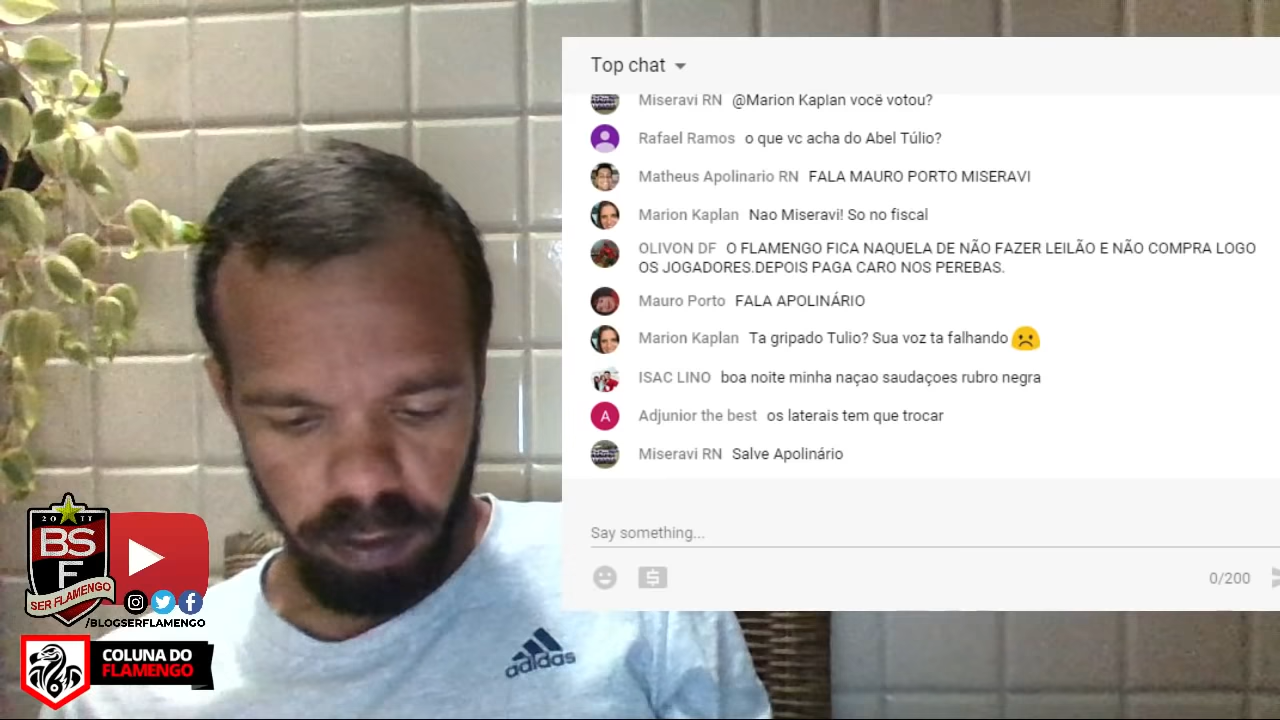 Top chat
Miseravi RN @Marion Kaplan você votou?
Rafael Ramos o que vc acha do Abel Túlio?
Matheus Apolinario RN FALA MAURO PORTO MISERAVI
Marion Kaplan Nao Miseravi! So no fiscal
OLIVON DF O FLAMENGO FICA NAQUELA DE NÃO FAZER LEILÃO E NÃO COMPRA LOGO
OS JOGADORES.DEPOIS PAGA CARO NOS PEREBAS.
Mauro Porto FALA APOLINÁRIO
Marion Kaplan Ta gripado Tulio? Sua voz ta falhando
ISAC LINO boa noite minha naçao saudaçoes rubro negra
A
Adjunior the best os laterais tem que trocar
Miseravi RN Salve Apolinário
Say something...
0/200
2011
BSF
SER FLAMENGO
/BLOGSERFLAMENGO
COLUNA DO
FLAMENGO
adidas